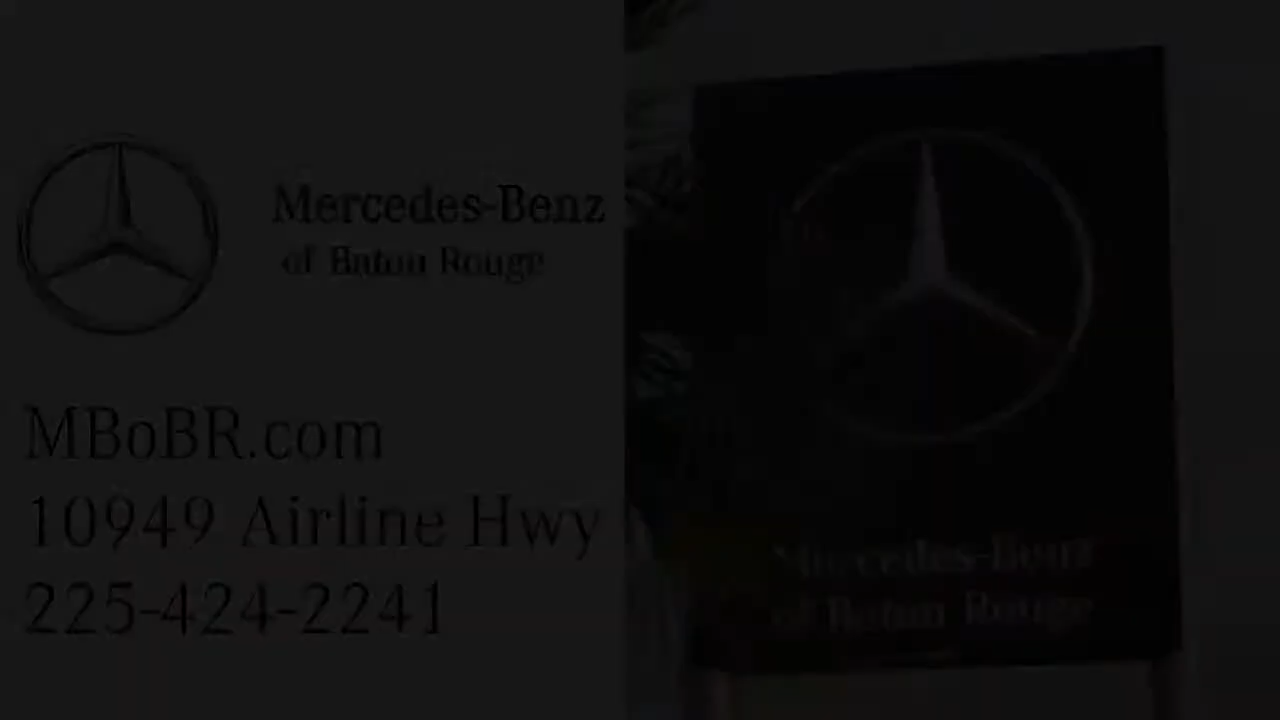 Mercedes-Benz
of Baton Rouge
MBoBR.com
10949 Airline Hwy
225-424-2241
Mercedes-Benz
of Baton Rouge